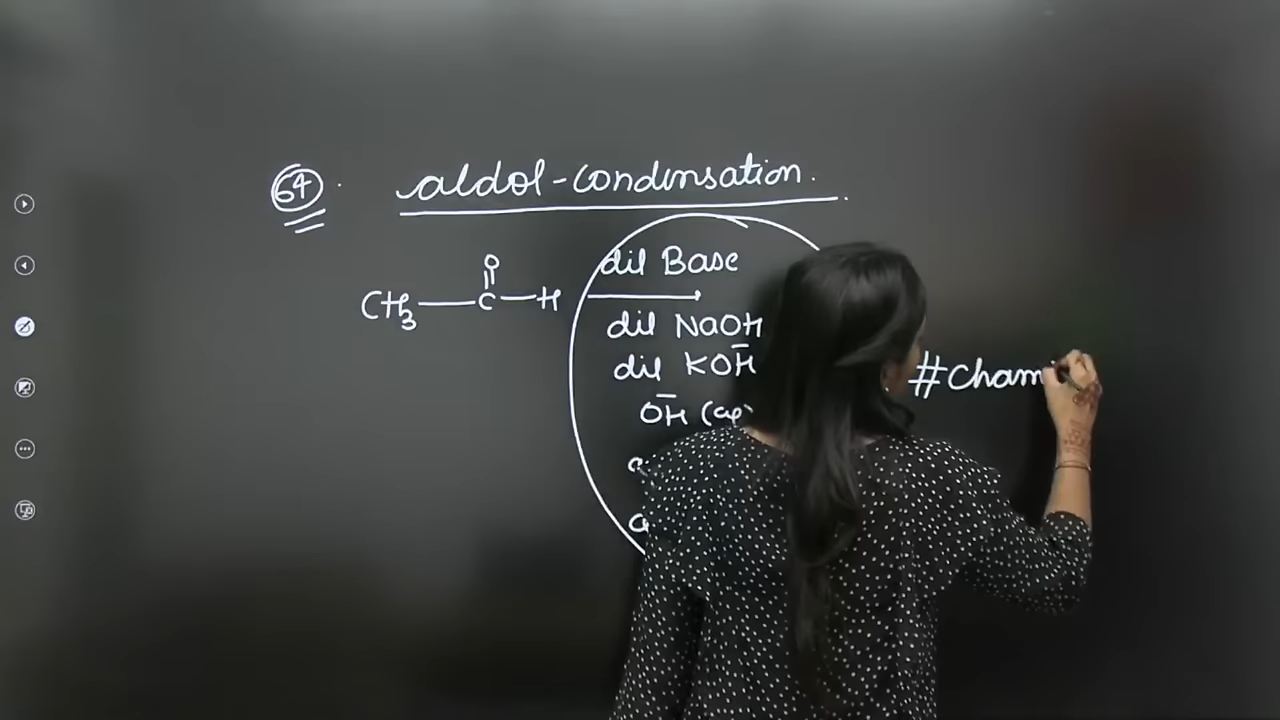 64. aldol-condensation.
O
||
CH3—C—H
dil Base
dil NaOH
dil KOH
OH (aq)
#Cham